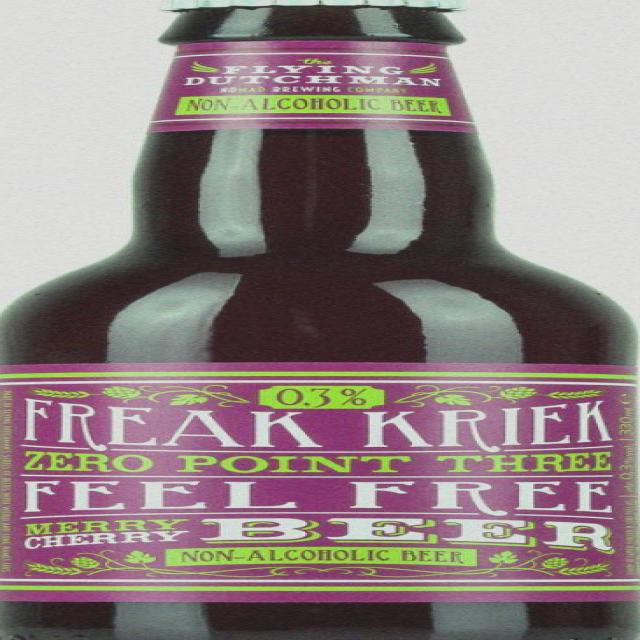 the
FLYING
DUTCHMAN
NOMAD BREWING COMPANY
NON-ALCOHOLIC BEER
0.3%
FREAK KRIEK
ZERO POINT THREE
FEEL FREE
MERRY CHERRY BEER
NON-ALCOHOLIC BEER